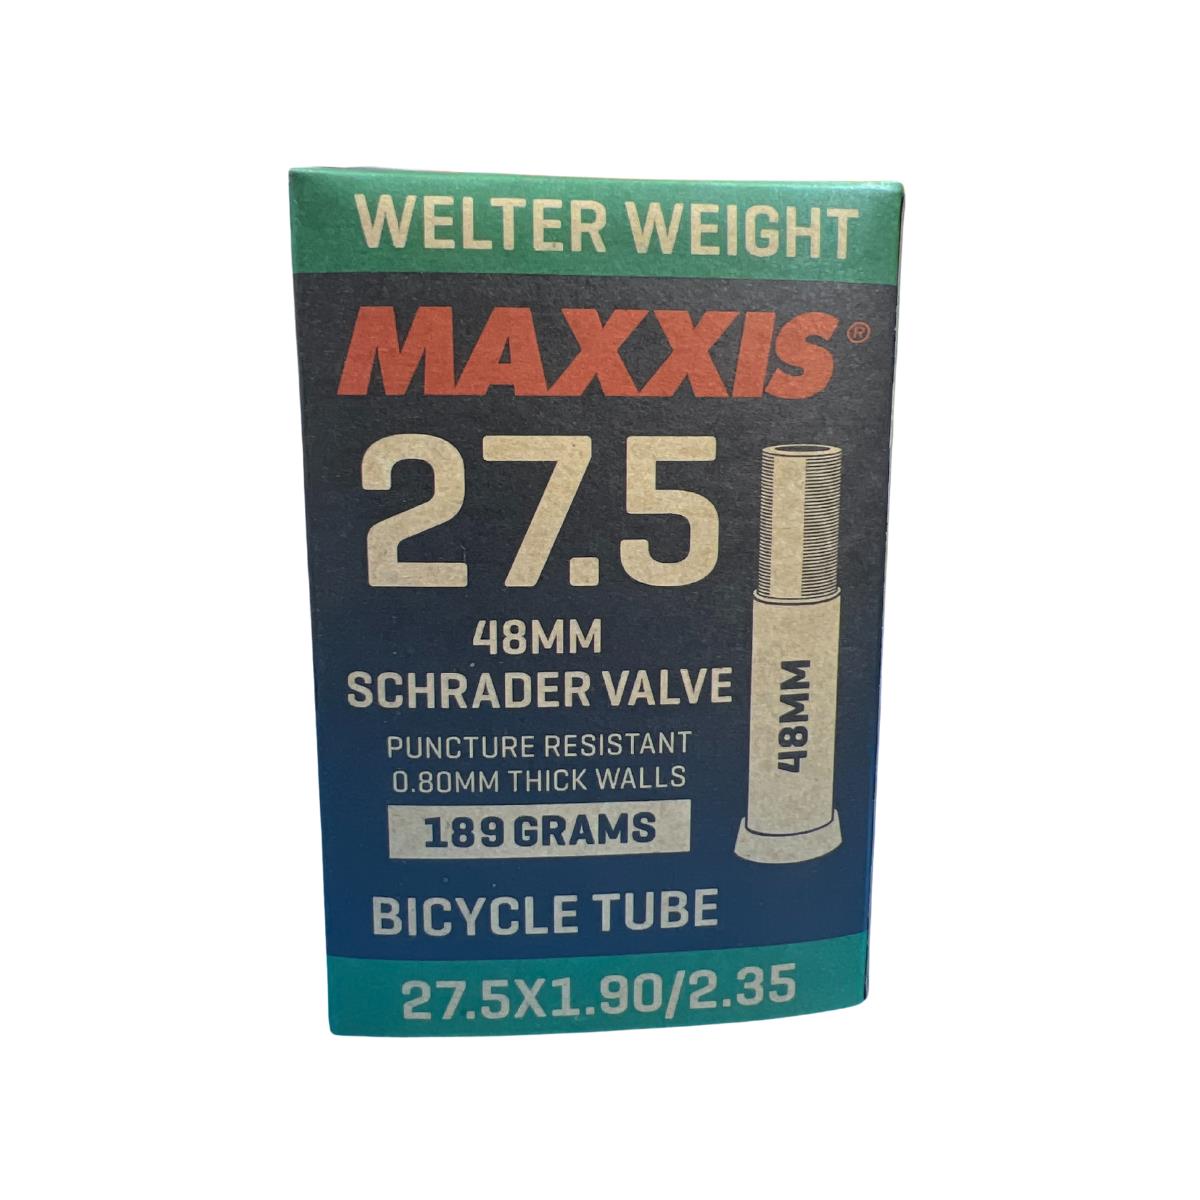 WELTER WEIGHT
MAXXIS®
27.5
48MM
SCHRADER VALVE
PUNCTURE RESISTANT
0.80MM THICK WALLS
189 GRAMS
48MM
BICYCLE TUBE
27.5X1.90/2.35